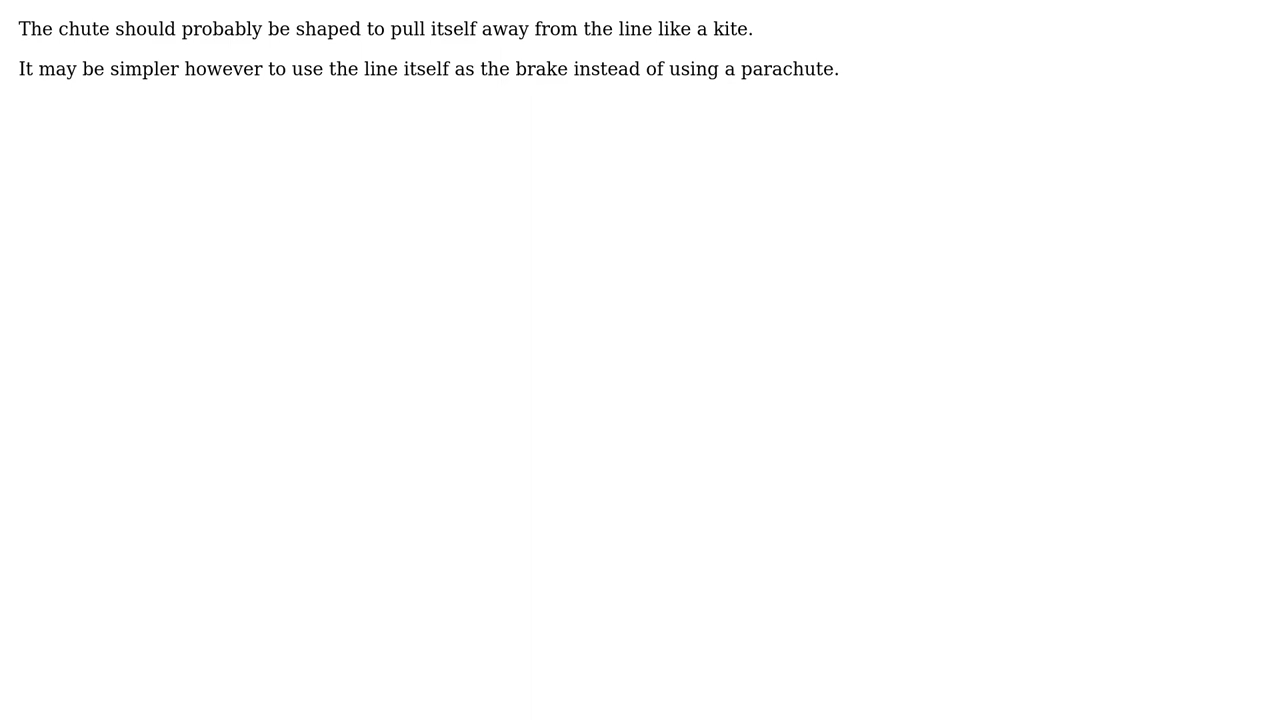 The chute should probably be shaped to pull itself away from the line like a kite.
It may be simpler however to use the line itself as the brake instead of using a parachute.